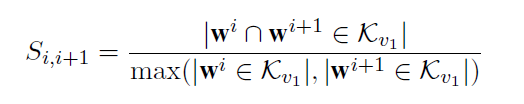 $S_{i,i+1} = \frac{|\mathbf{w}^{i} \cap \mathbf{w}^{i+1} \in \mathcal{K}_{v_1}|}{\max(|\mathbf{w}^{i} \in \mathcal{K}_{v_1}|, |\mathbf{w}^{i+1} \in \mathcal{K}_{v_1}|)}$